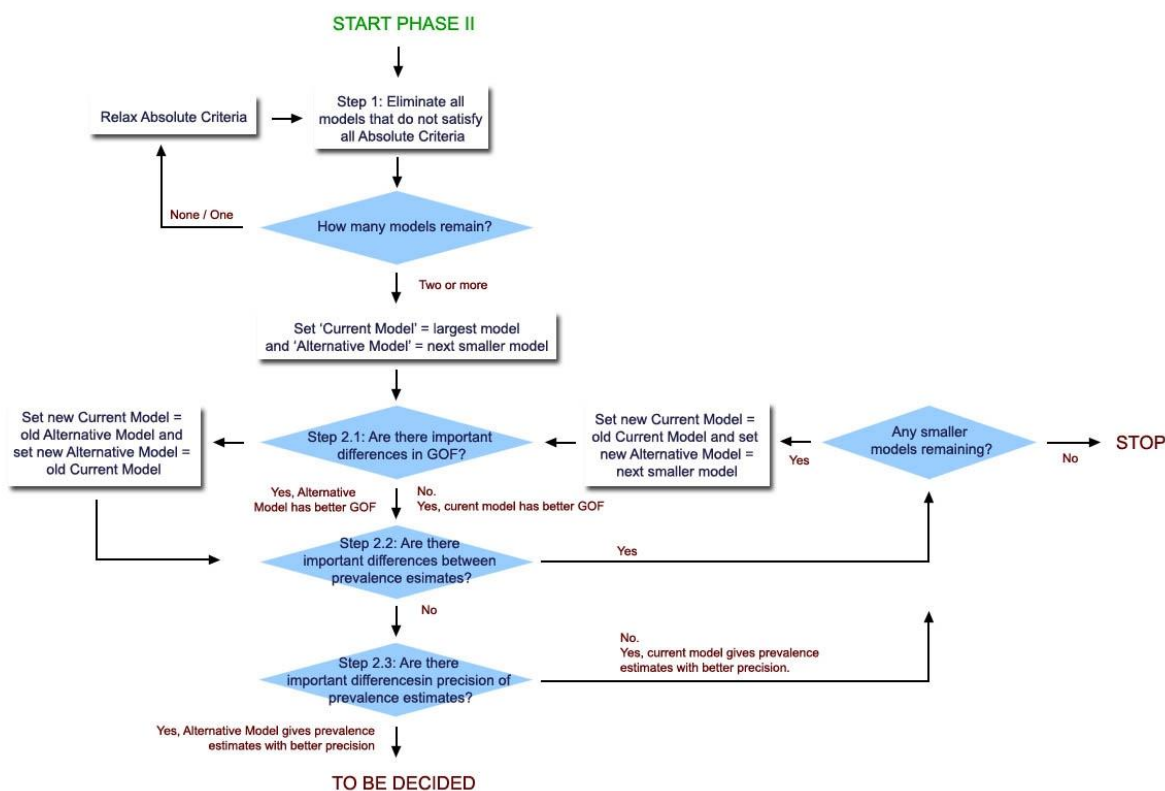 START PHASE II
Step 1: Eliminate all
models that do not satisfy
all Absolute Criteria
Relax Absolute Criteria
None / One
How many models remain?
Two or more
Set ‘Current Model’ = largest model
and ‘Alternative Model’ = next smaller model
Set new Current Model =
old Alternative Model and
set new Alternative Model =
old Current Model
Step 2.1: Are there important
differences in GOF?
Set new Current Model =
old Current Model and set
new Alternative Model =
next smaller model
Yes
Any smaller
models remaining?
No
STOP
Yes, Alternative
Model has better GOF
No.
Yes, curent model has better GOF
Step 2.2: Are there
important differences between
prevalence esimates?
Yes
No
Step 2.3: Are there
important differencesin precision of
prevalence estimates?
No.
Yes, current model gives prevalence
estimates with better precision.
Yes, Alternative Model gives prevalence
estimates with better precision
TO BE DECIDED